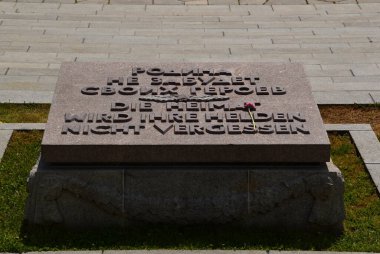 РОДИНА
НЕ ЗАБУДЕТ
СВОИХ ГЕРОЕВ
DIE HEIMAT
WIRD IHRE HELDEN
NICHT VERGESSEN